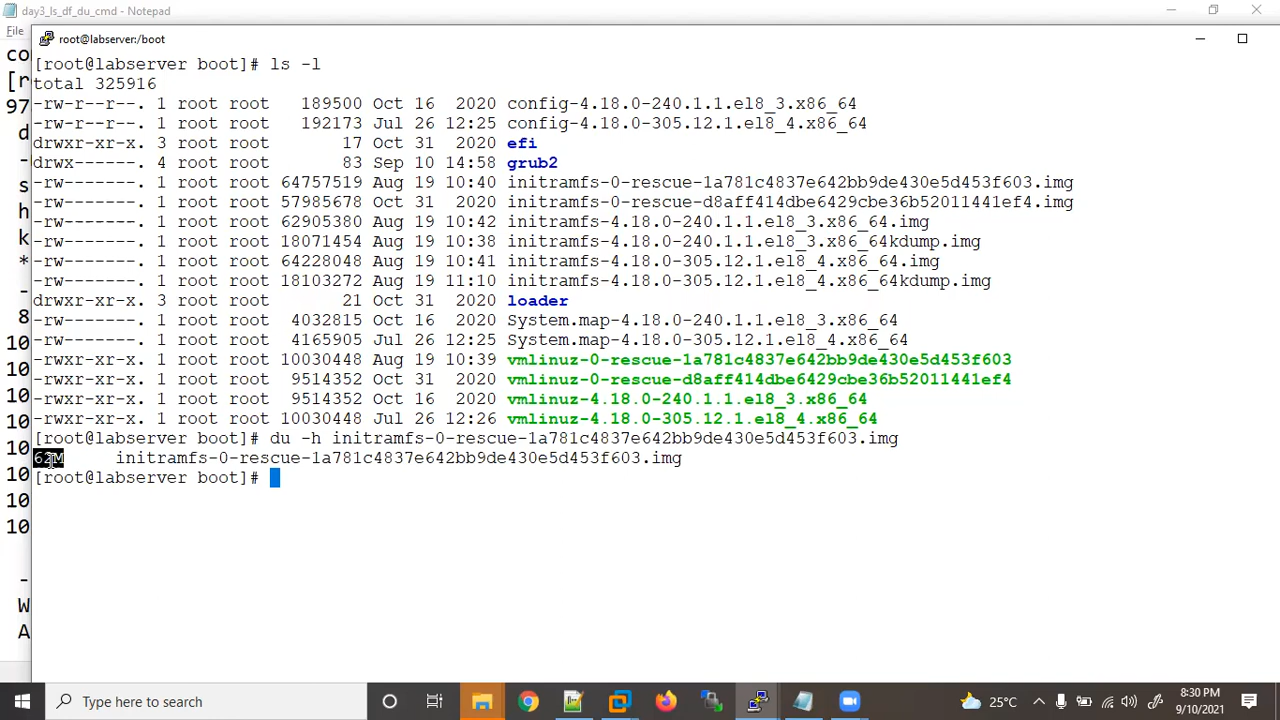 day3_ls_df_du_cmd - Notepad
File
root@labserver:/boot
[root@labserver boot]# ls -l
total 325916
-rw-r--r--. 1 root root   189500 Oct 16  2020 config-4.18.0-240.1.1.el8_3.x86_64
-rw-r--r--. 1 root root   192173 Jul 26 12:25 config-4.18.0-305.12.1.el8_4.x86_64
drwxr-xr-x. 3 root root       17 Oct 31  2020 efi
drwx------. 4 root root       83 Sep 10 14:58 grub2
-rw-------. 1 root root 64757519 Aug 19 10:40 initramfs-0-rescue-1a781c4837e642bb9de430e5d453f603.img
-rw-------. 1 root root 57985678 Oct 31  2020 initramfs-0-rescue-d8aff414dbe6429cbe36b52011441ef4.img
-rw-------. 1 root root 62905380 Aug 19 10:42 initramfs-4.18.0-240.1.1.el8_3.x86_64.img
-rw-------. 1 root root 18071454 Aug 19 10:38 initramfs-4.18.0-240.1.1.el8_3.x86_64kdump.img
-rw-------. 1 root root 64228048 Aug 19 10:41 initramfs-4.18.0-305.12.1.el8_4.x86_64.img
-rw-------. 1 root root 18103272 Aug 19 11:10 initramfs-4.18.0-305.12.1.el8_4.x86_64kdump.img
drwxr-xr-x. 3 root root       21 Oct 31  2020 loader
-rw-------. 1 root root  4032815 Oct 16  2020 System.map-4.18.0-240.1.1.el8_3.x86_64
-rw-------. 1 root root  4165905 Jul 26 12:25 System.map-4.18.0-305.12.1.el8_4.x86_64
-rwxr-xr-x. 1 root root 10030448 Aug 19 10:39 vmlinuz-0-rescue-1a781c4837e642bb9de430e5d453f603
-rwxr-xr-x. 1 root root  9514352 Oct 31  2020 vmlinuz-0-rescue-d8aff414dbe6429cbe36b52011441ef4
-rwxr-xr-x. 1 root root  9514352 Oct 16  2020 vmlinuz-4.18.0-240.1.1.el8_3.x86_64
-rwxr-xr-x. 1 root root 10030448 Jul 26 12:26 vmlinuz-4.18.0-305.12.1.el8_4.x86_64
[root@labserver boot]# du -h initramfs-0-rescue-1a781c4837e642bb9de430e5d453f603.img
62M     initramfs-0-rescue-1a781c4837e642bb9de430e5d453f603.img
[root@labserver boot]#
co
[r
97
d
-
s
h
k
*
-
8
10
10
10
10
10
10
10
10
-
W
A
Type here to search
25°C
8:30 PM
9/10/2021